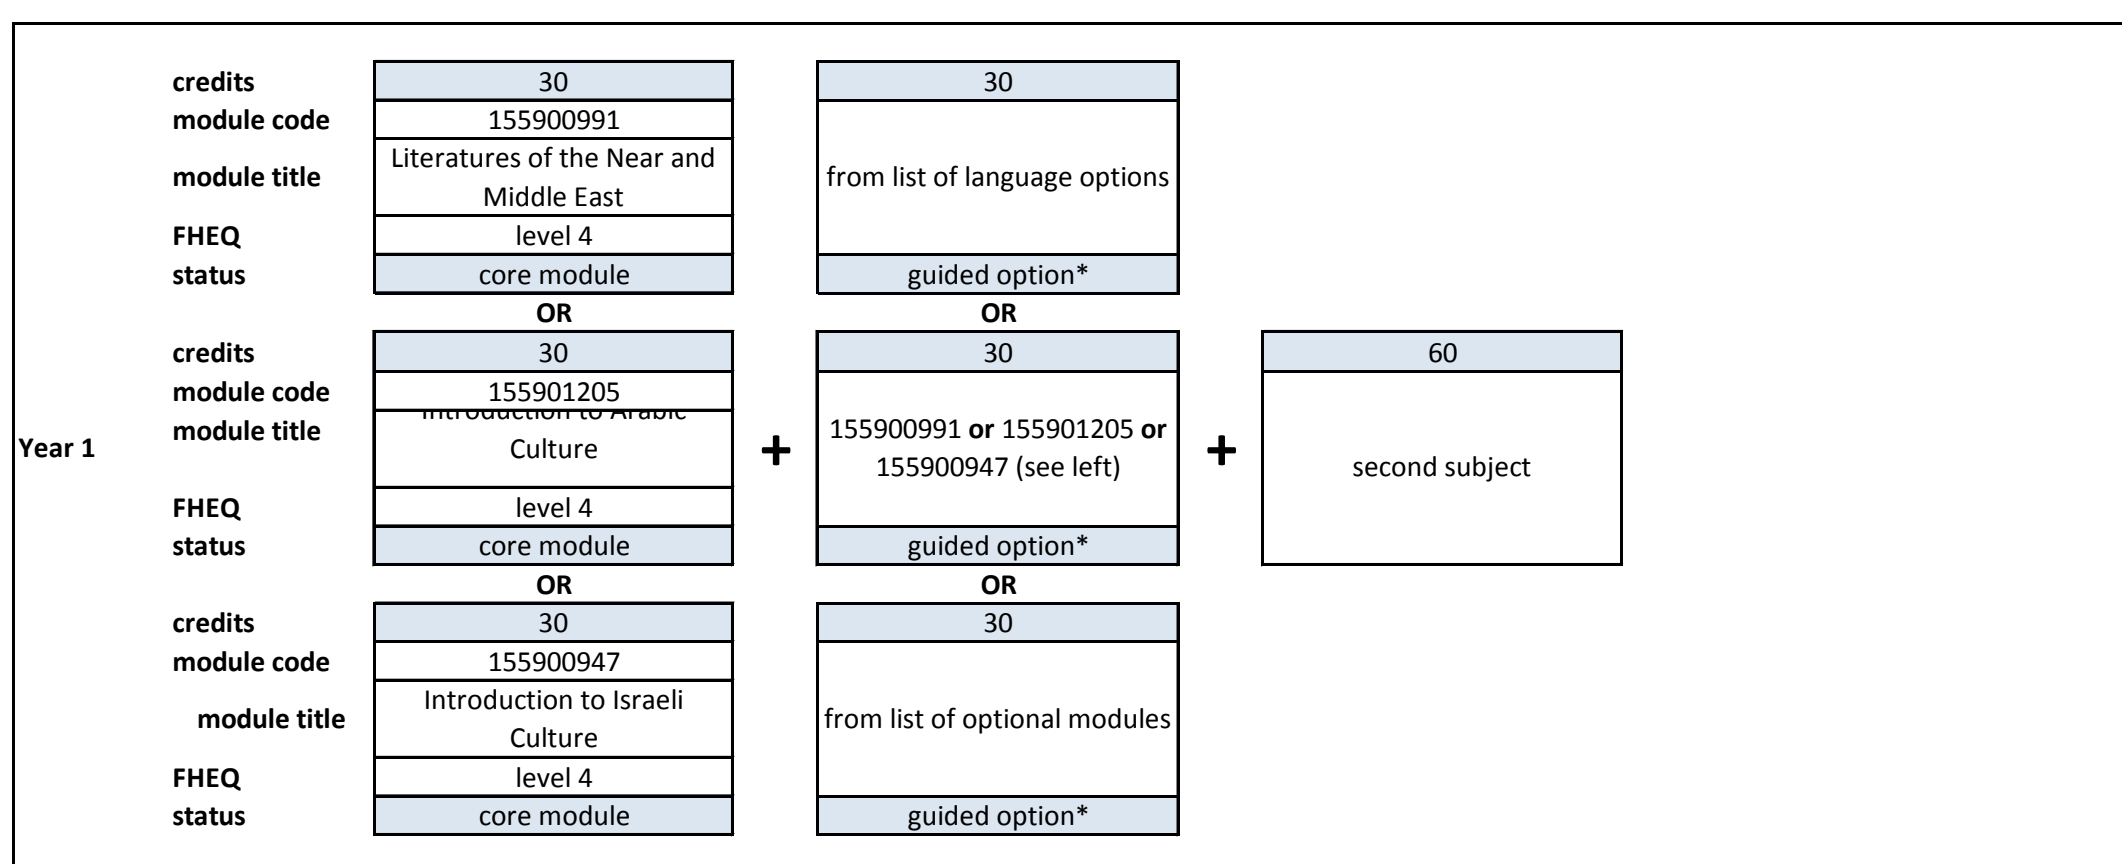 credits 30 30
module code 155900991
Literatures of the Near and
module title from list of language options
Middle East
FHEQ level 4
status core module guided option*
OR OR
credits 30 30 60
module code 155901205
Introduction to Arabic
module title 155900991 or 155901205 or
Year 1 Culture + +
155900947 (see left) second subject
FHEQ level 4
status core module guided option*
OR OR
credits 30 30
module code 155900947
Introduction to Israeli
module title from list of optional modules
Culture
FHEQ level 4
status core module guided option*